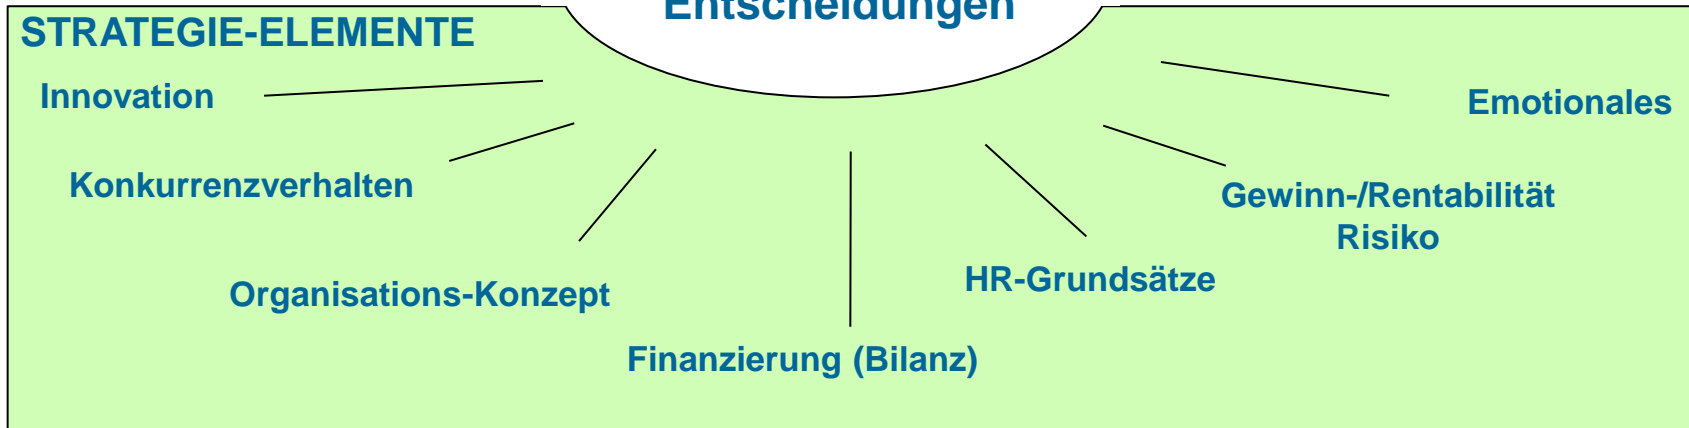 Entscheidungen
STRATEGIE-ELEMENTE
Innovation
Emotionales
Konkurrenzverhalten
Gewinn-/Rentabilität
Risiko
HR-Grundsätze
Organisations-Konzept
Finanzierung (Bilanz)